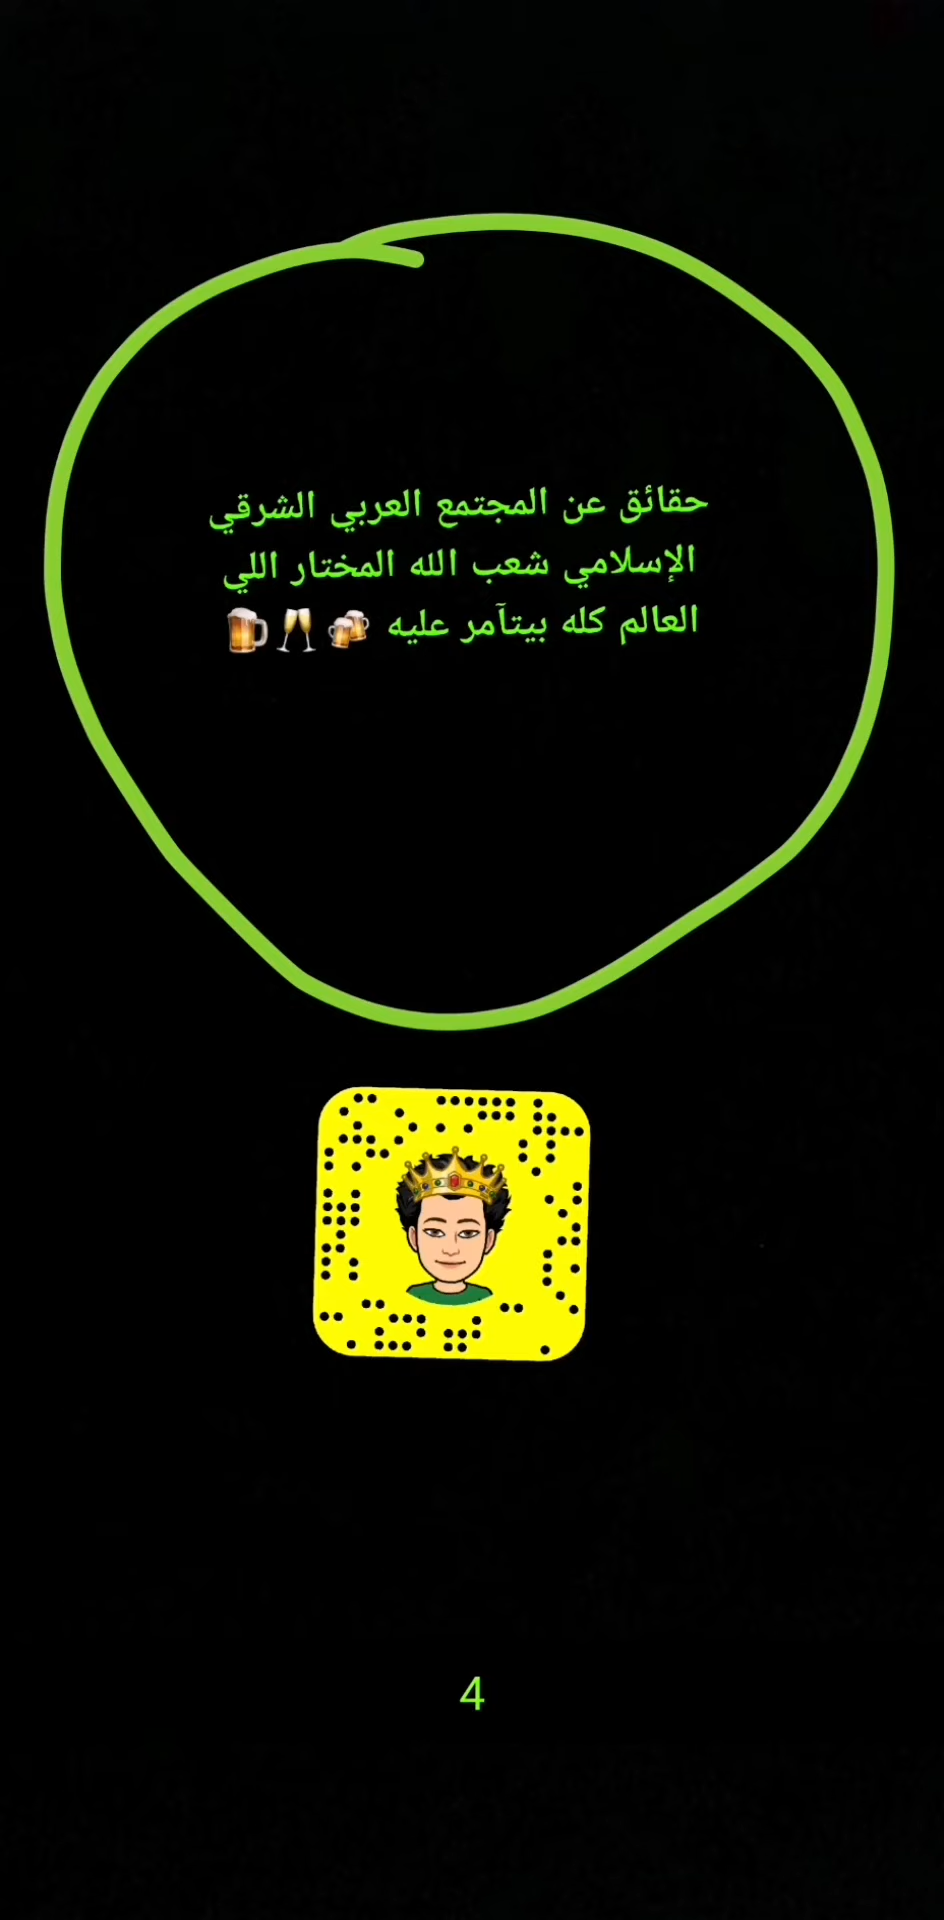 حقائق عن المجتمع العربي الشرقي
الإسلامي شعب الله المختار اللي
العالم كله بيتآمر عليه 🍻🥂🍺
4